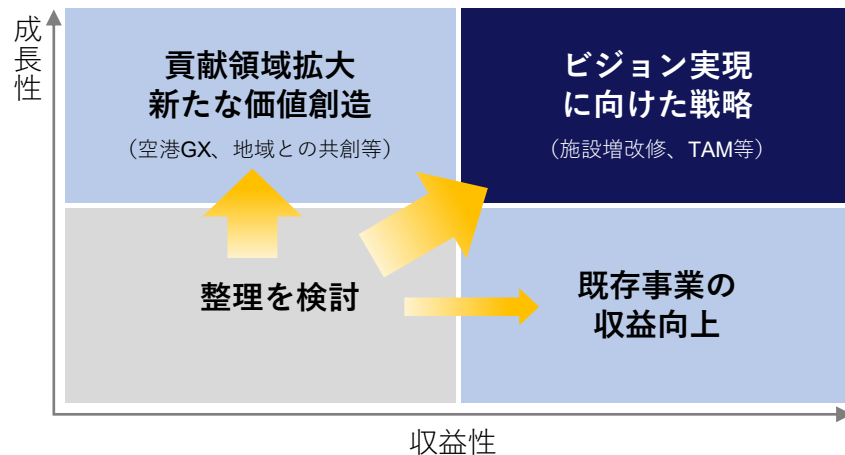 成長性
貢献領域拡大
新たな価値創造
（空港GX、地域との共創等）
ビジョン実現
に向けた戦略
（施設増改修、TAM等）
整理を検討
既存事業の
収益向上
収益性